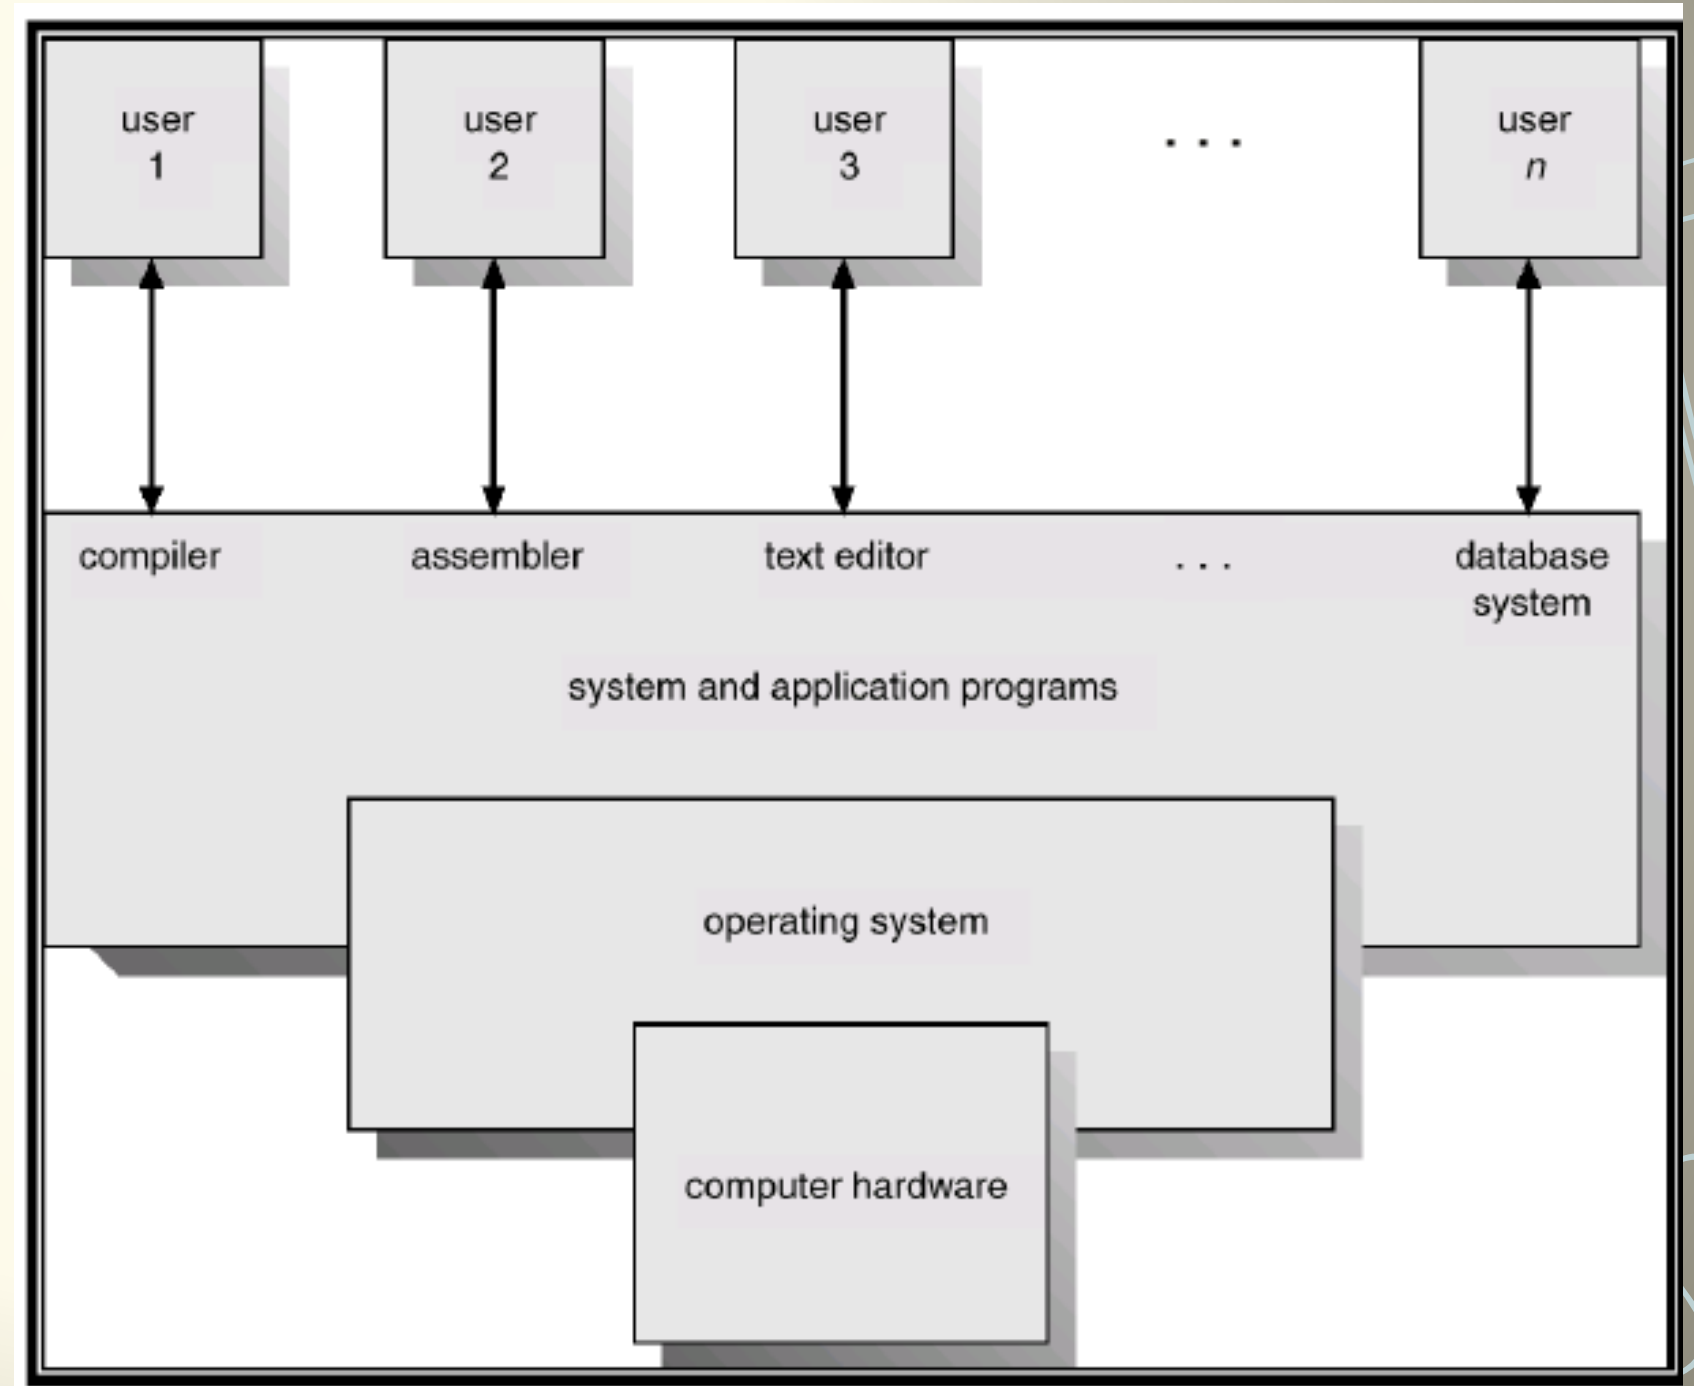 user
1
user
2
user
3
. . .
user
n
compiler
assembler
text editor
. . .
database
system
system and application programs
operating system
computer hardware